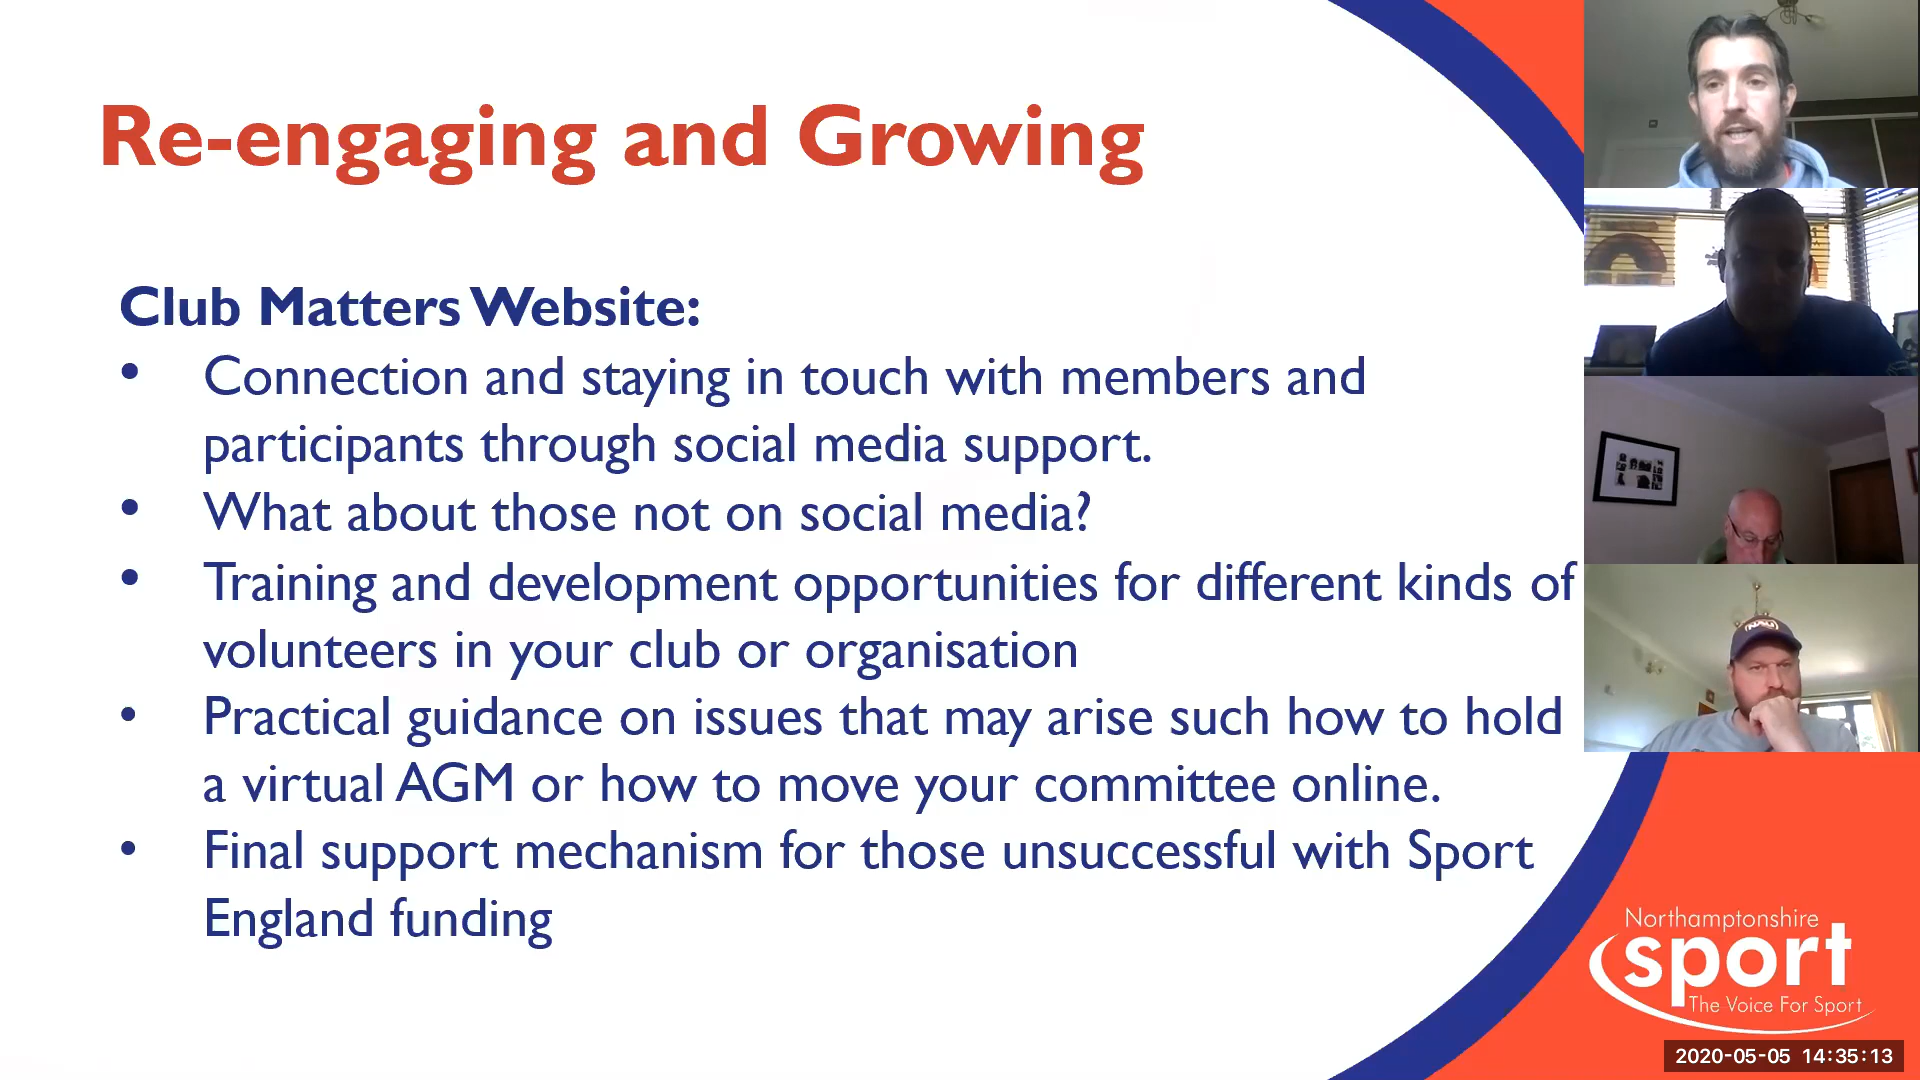 Re-engaging and Growing
Club Matters Website:
• Connection and staying in touch with members and
participants through social media support.
• What about those not on social media?
• Training and development opportunities for different kinds of
volunteers in your club or organisation
• Practical guidance on issues that may arise such how to hold
a virtual AGM or how to move your committee online.
• Final support mechanism for those unsuccessful with Sport
England funding
NAU
Northamptonshire
sport
The Voice For Sport
2020-05-05 14:35:13